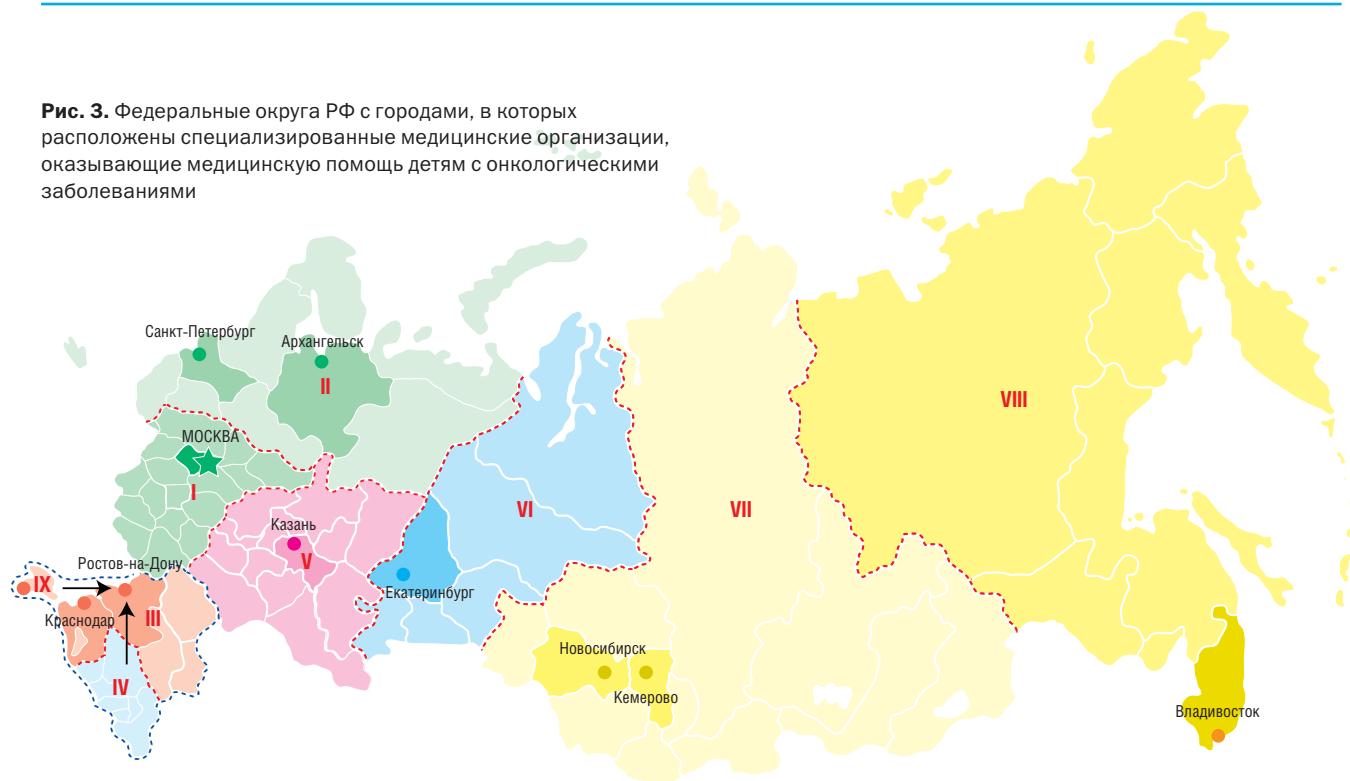 Рис. 3. Федеральные округа РФ с городами, в которых
расположены специализированные медицинские организации,
оказывающие медицинскую помощь детям с онкологическими
заболеваниями
Санкт-Петербург
Архангельск
II
VIII
МОСКВА
I
VI
VII
Казань
V
Ростов-на-Дону
IX
Екатеринбург
Краснодар
III
Новосибирск
IV
Кемерово
Владивосток